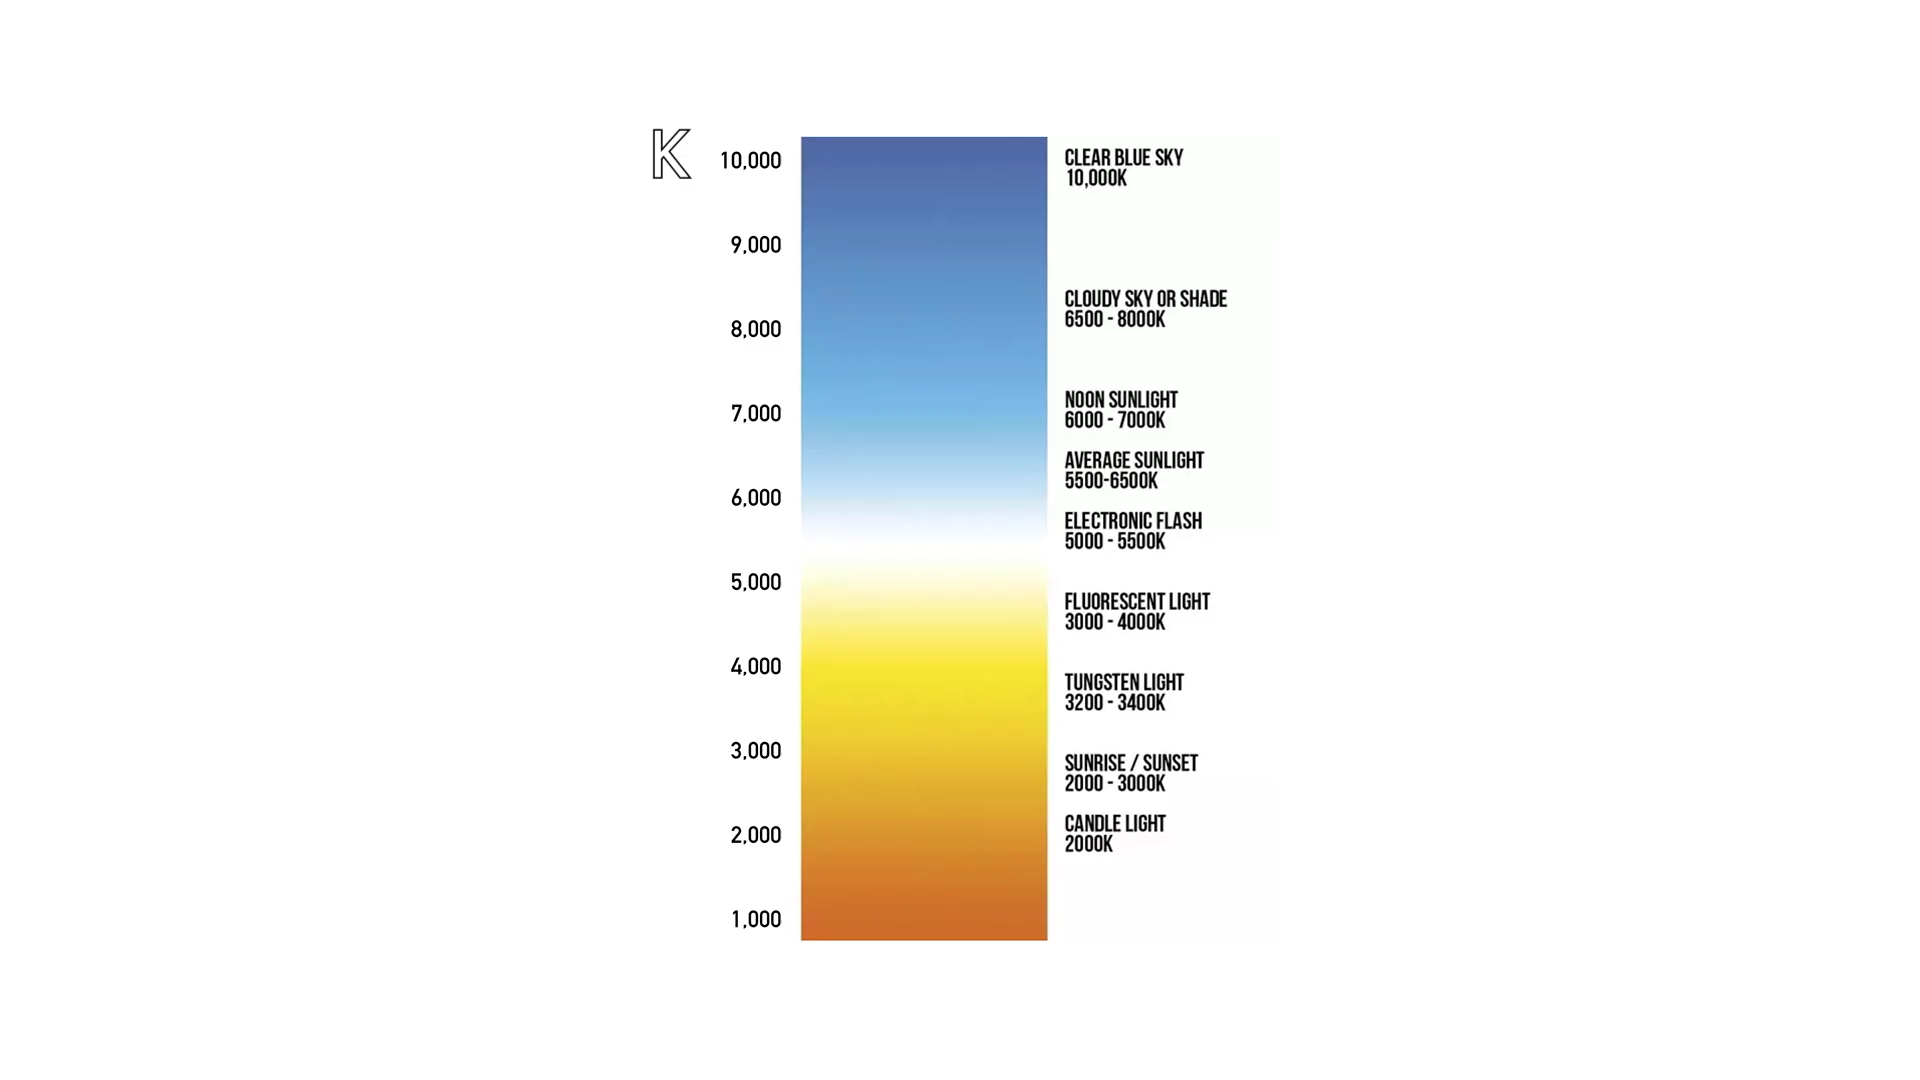 K
10,000
9,000
8,000
7,000
6,000
5,000
4,000
3,000
2,000
1,000
CLEAR BLUE SKY
10,000K
CLOUDY SKY OR SHADE
6500 - 8000K
NOON SUNLIGHT
6000 - 7000K
AVERAGE SUNLIGHT
5500-6500K
ELECTRONIC FLASH
5000 - 5500K
FLUORESCENT LIGHT
3000 - 4000K
TUNGSTEN LIGHT
3200 - 3400K
SUNRISE / SUNSET
2000 - 3000K
CANDLE LIGHT
2000K